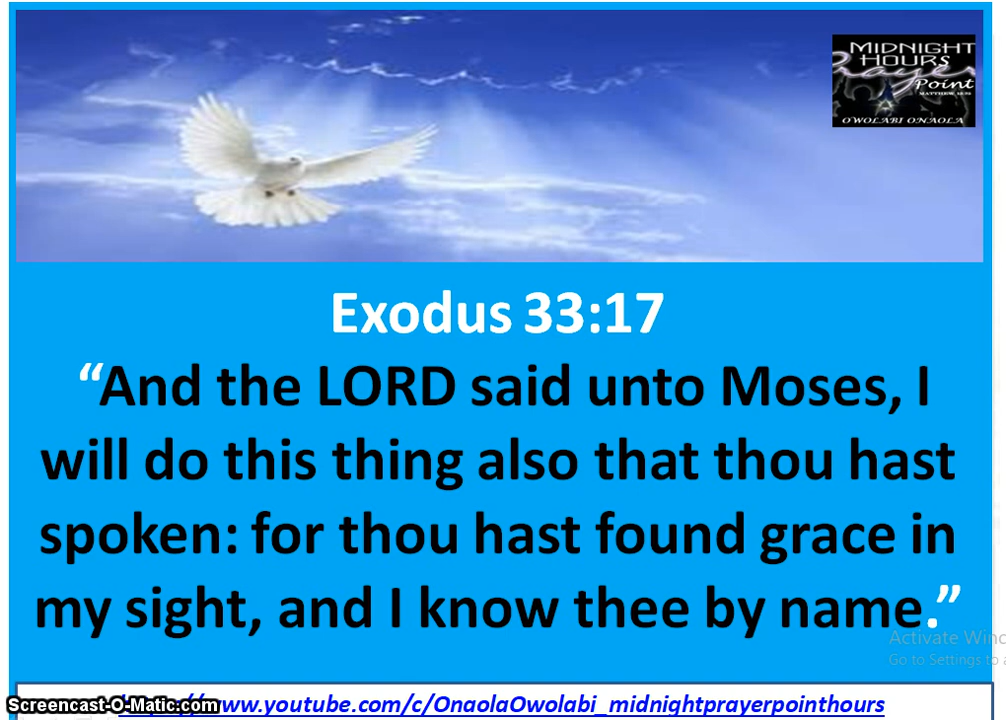 MIDNIGHT
HOURS
Prayer
Point
OWOLABI ONAOLA
Exodus 33:17
“And the LORD said unto Moses, I
will do this thing also that thou hast
spoken: for thou hast found grace in
my sight, and I know thee by name.”
Activate Winc
Go to Settings to a
Screencast-O-Matic.com
www.youtube.com/c/OnaolaOwolabi_midnightprayerpointhours